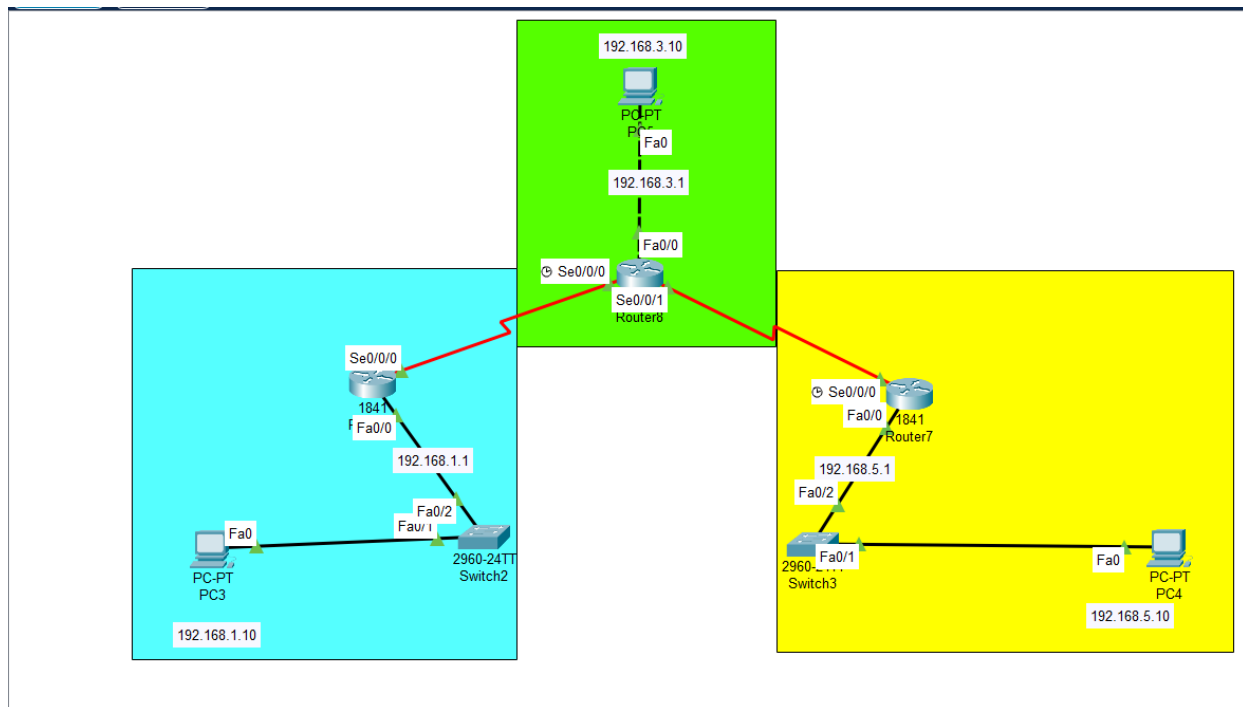 192.168.3.10
PC-PT
Fa0
192.168.3.1
Fa0/0
Se0/0/0
Se0/0/1
Router8
Se0/0/0
1841
Fa0/0
192.168.1.1
Fa0/2
Fa0/1
Fa0
2960-24TT
Switch2
PC-PT
PC3
192.168.1.10
Se0/0/0
Fa0/0
1841
Router7
192.168.5.1
Fa0/2
Fa0/1
Switch3
Fa0
PC-PT
PC4
192.168.5.10